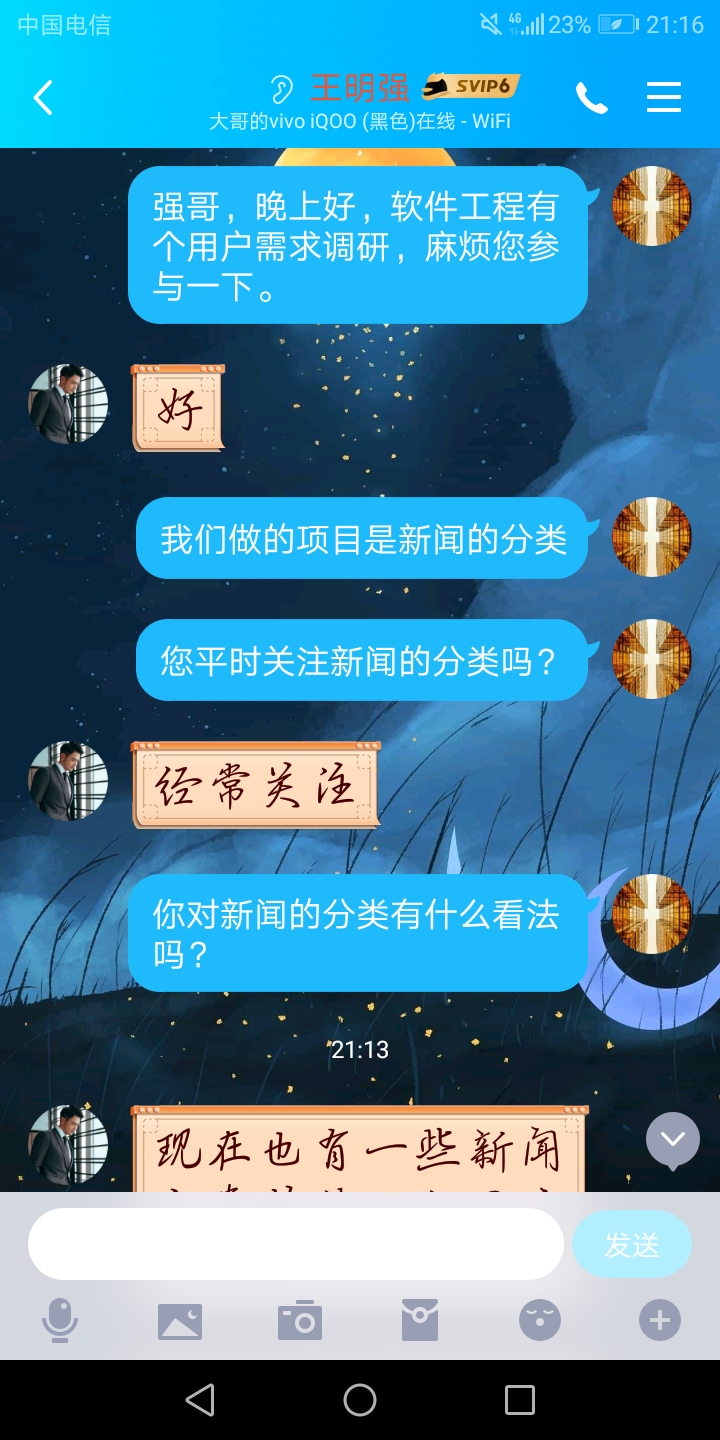 中国电信
4G
23%
21:16
王明强
SVIP6
大哥的vivo iQOO (黑色)在线 - WiFi
强哥，晚上好，软件工程有
个用户需求调研，麻烦您参
与一下。
好
我们做的项目是新闻的分类
您平时关注新闻的分类吗？
经常关注
你对新闻的分类有什么看法
吗？
21:13
现在也有一些新闻
发送